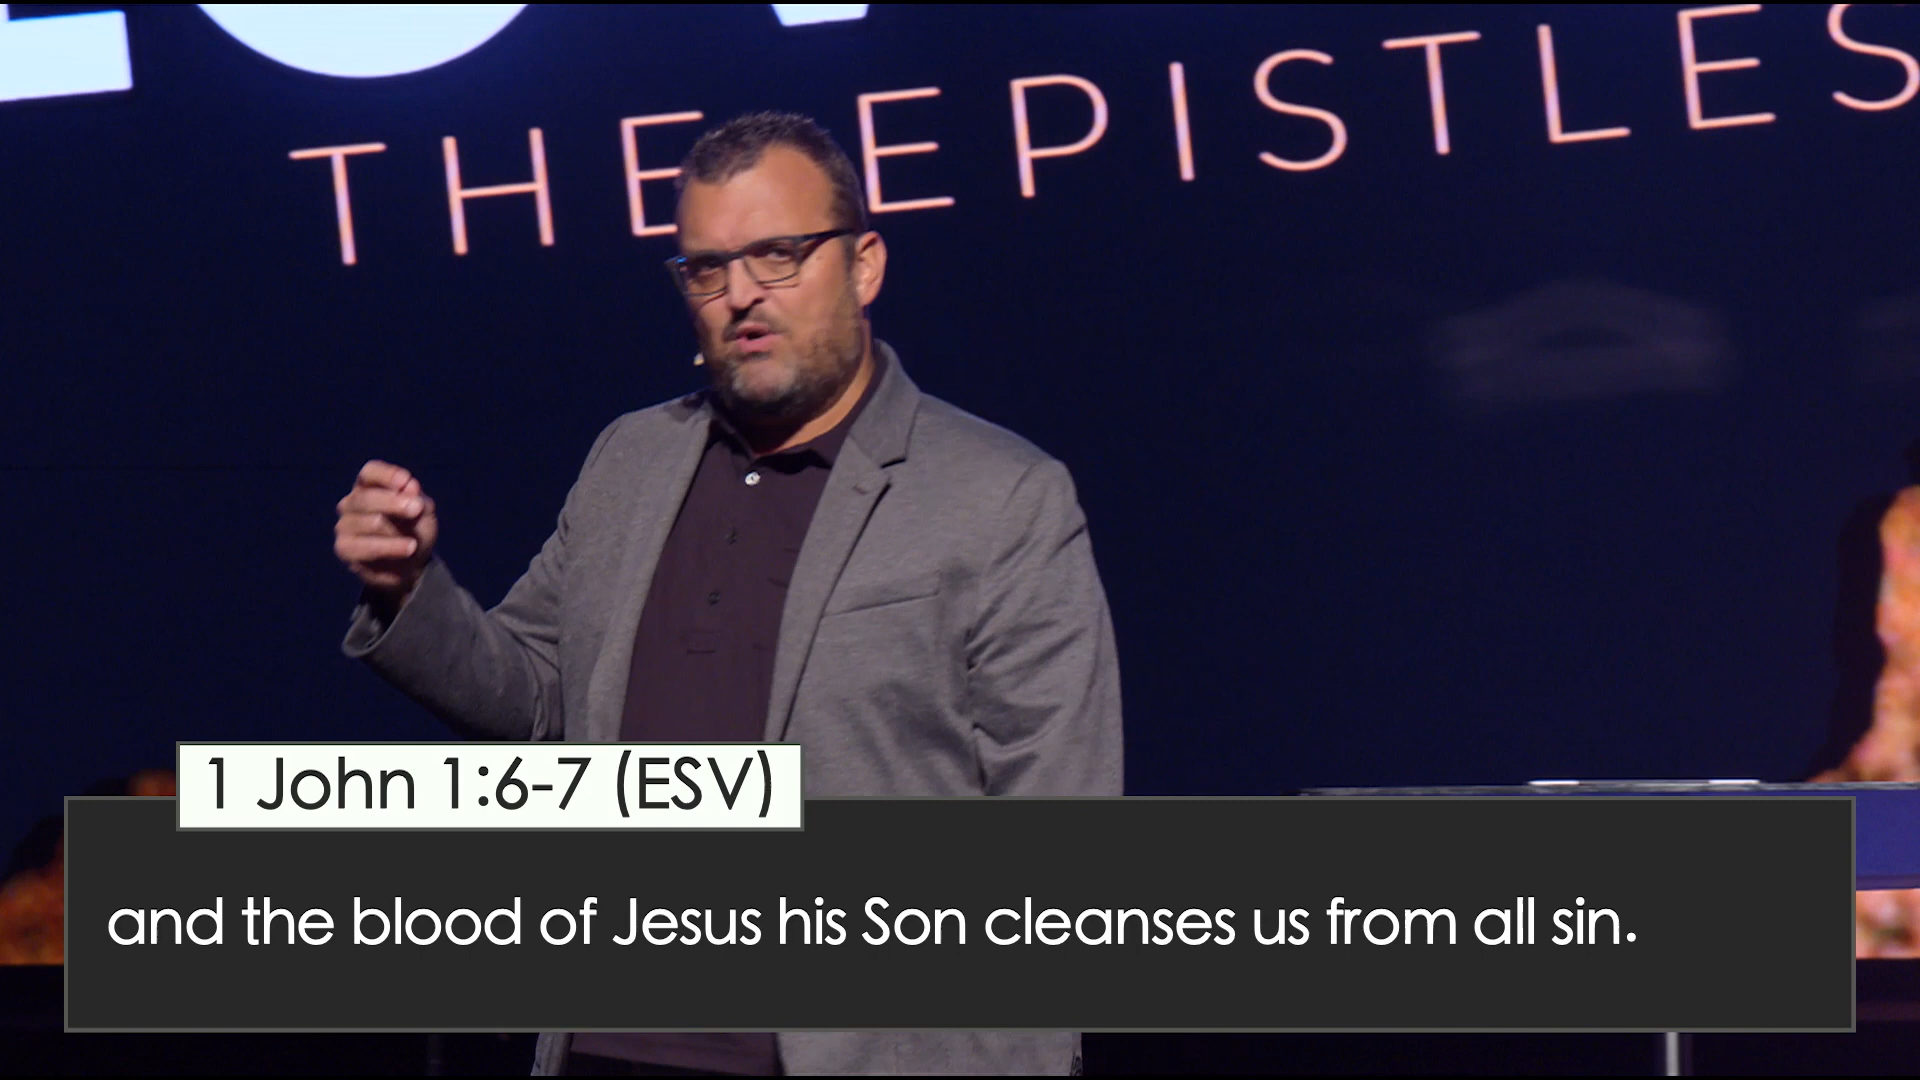 THE EPISTLES
1 John 1:6-7 (ESV)
and the blood of Jesus his Son cleanses us from all sin.